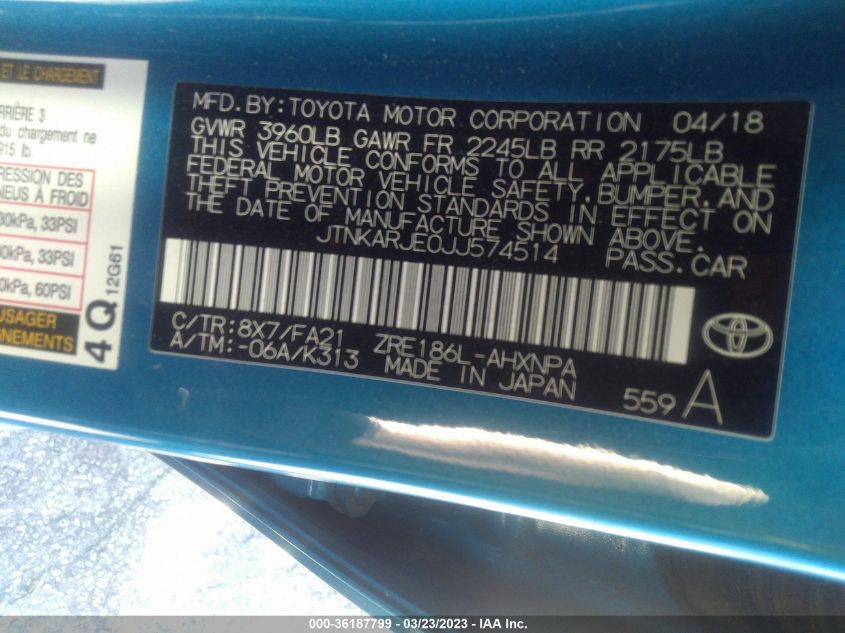 ET LE CHARGEMENT
RRIÈRE 3
du chargement ne
915 lb.
RESSION DES
NEUS À FROID
30kPa, 33PSI
30kPa, 33PSI
0kPa, 60PSI
USAGER
GNEMENTS
4Q 12G61
MFD.BY:TOYOTA MOTOR CORPORATION 04/18
GVWR 3960LB GAWR FR 2245LB RR 2175LB
THIS VEHICLE CONFORMS TO ALL APPLICABLE
FEDERAL MOTOR VEHICLE SAFETY,BUMPER,AND
THEFT PREVENTION STANDARDS IN EFFECT ON
THE DATE OF MANUFACTURE SHOWN ABOVE.
JTNKARJE0JJ574514 PASS.CAR
C/TR:8X7/FA21 ZRE186L-AHXNPA
A/TM:-06A/K313 MADE IN JAPAN
559 A
000-36187799 - 03/23/2023 - IAA Inc.